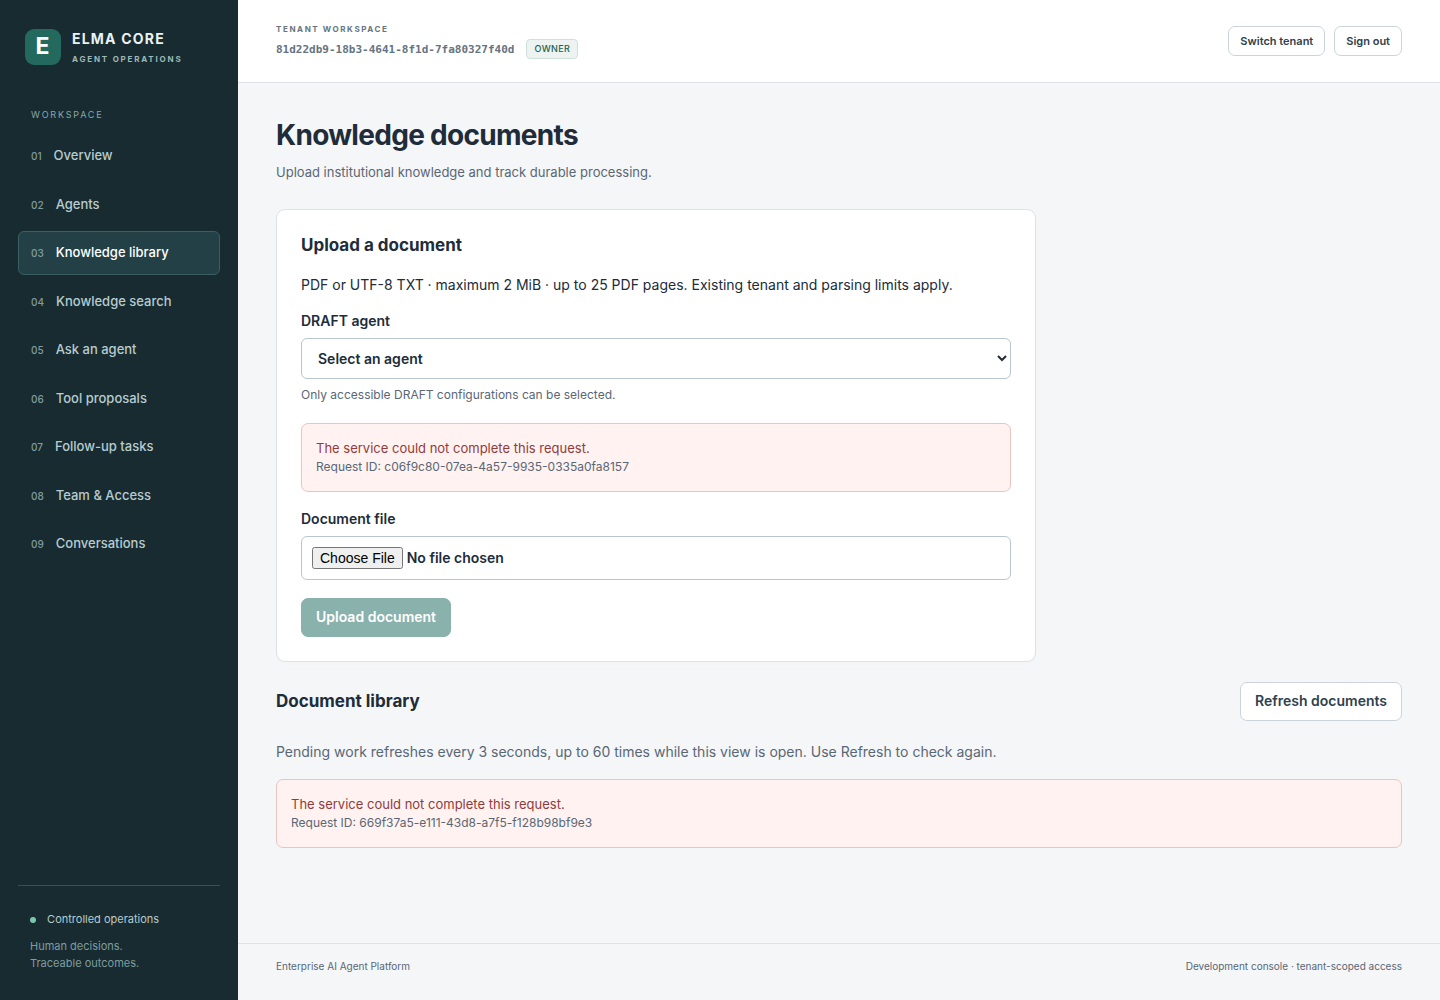 E
ELMA CORE
AGENT OPERATIONS
WORKSPACE
01 Overview
02 Agents
03 Knowledge library
04 Knowledge search
05 Ask an agent
06 Tool proposals
07 Follow-up tasks
08 Team & Access
09 Conversations
Controlled operations
Human decisions.
Traceable outcomes.
TENANT WORKSPACE
81d22db9-18b3-4641-8f1d-7fa80327f40d OWNER
Switch tenant
Sign out
Knowledge documents
Upload institutional knowledge and track durable processing.
Upload a document
PDF or UTF-8 TXT · maximum 2 MiB · up to 25 PDF pages. Existing tenant and parsing limits apply.
DRAFT agent
Select an agent
Only accessible DRAFT configurations can be selected.
The service could not complete this request.
Request ID: c06f9c80-07ea-4a57-9935-0335a0fa8157
Document file
Choose File No file chosen
Upload document
Document library
Refresh documents
Pending work refreshes every 3 seconds, up to 60 times while this view is open. Use Refresh to check again.
The service could not complete this request.
Request ID: 669f37a5-e111-43d8-a7f5-f128b98bf9e3
Enterprise AI Agent Platform
Development console · tenant-scoped access